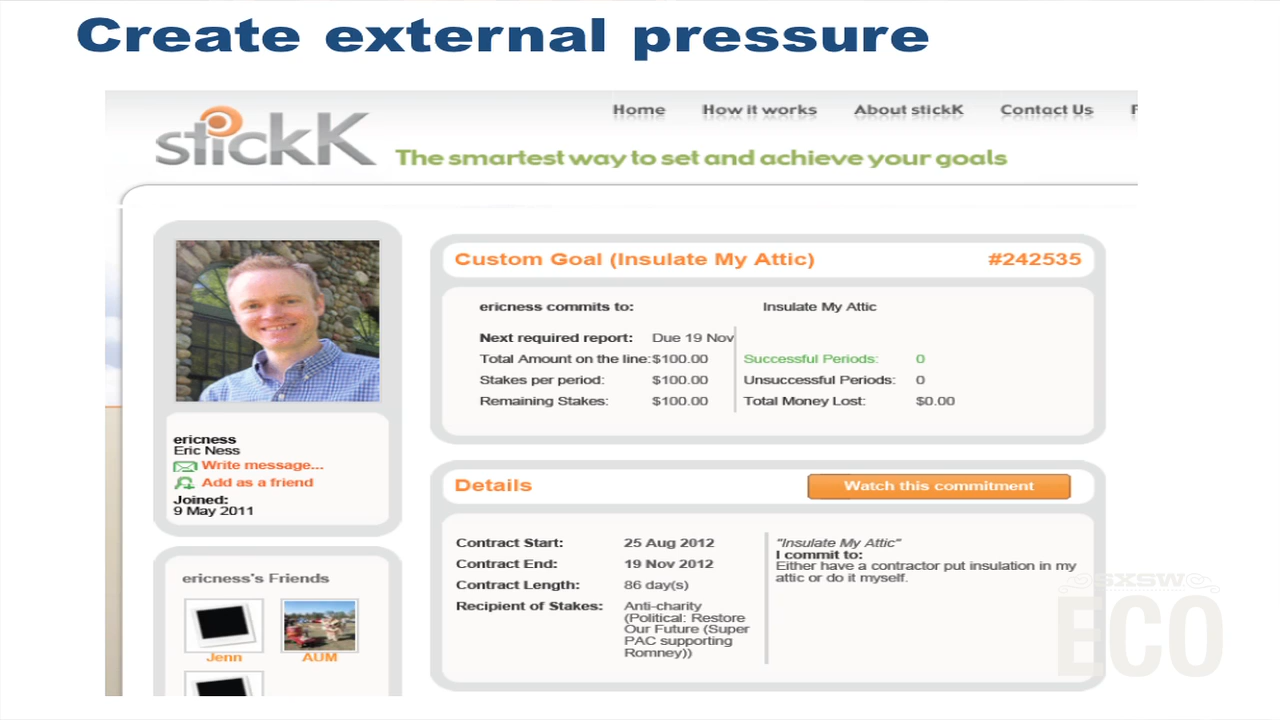 Create external pressure
stickK
Home How it works About stickK Contact Us
The smartest way to set and achieve your goals
ericness
Eric Ness
Write message...
Add as a friend
Joined:
9 May 2011
ericness's Friends
Jenn AUM
Custom Goal (Insulate My Attic) #242535
ericness commits to: Insulate My Attic
Next required report: Due 19 Nov
Total Amount on the line: $100.00 Successful Periods: 0
Stakes per period: $100.00 Unsuccessful Periods: 0
Remaining Stakes: $100.00 Total Money Lost: $0.00
Details Watch this commitment
Contract Start: 25 Aug 2012
Contract End: 19 Nov 2012
Contract Length: 86 day(s)
Recipient of Stakes: Anti-charity
(Political: Restore
Our Future (Super
PAC supporting
Romney))
"Insulate My Attic"
I commit to:
Either have a contractor put insulation in my
attic or do it myself.
SXSW
ECO